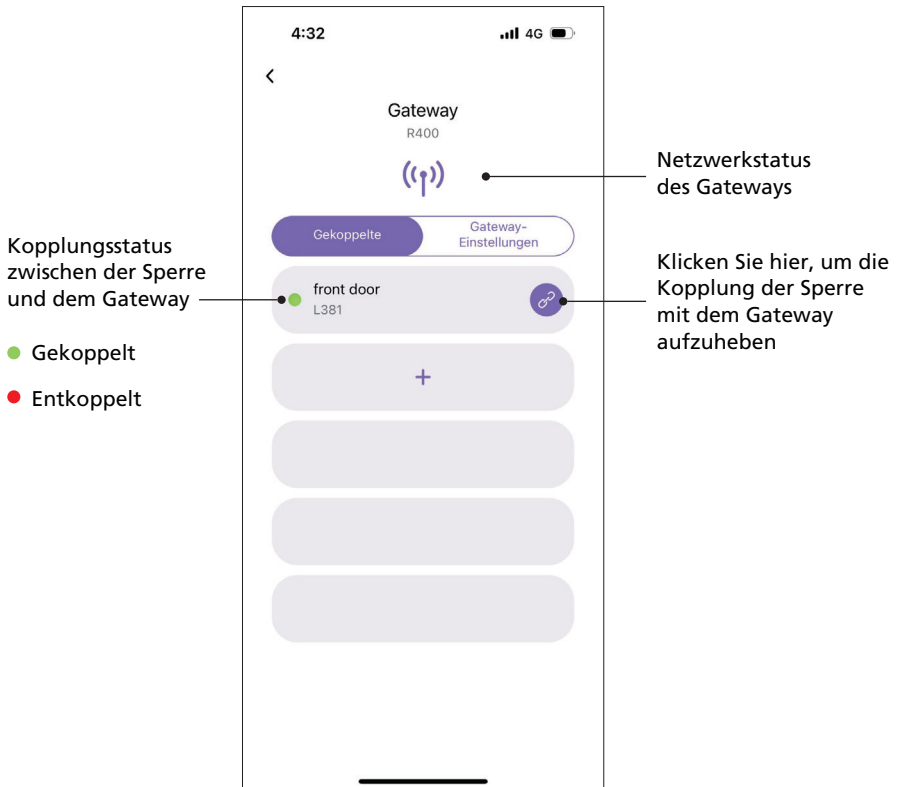 4:32
4G
Gateway
R400
Netzwerkstatus
des Gateways
Gekoppelte
Gateway-
Einstellungen
Kopplungsstatus
zwischen der Sperre
und dem Gateway
front door
L381
Klicken Sie hier, um die
Kopplung der Sperre
mit dem Gateway
aufzuheben
Gekoppelt
Entkoppelt
+